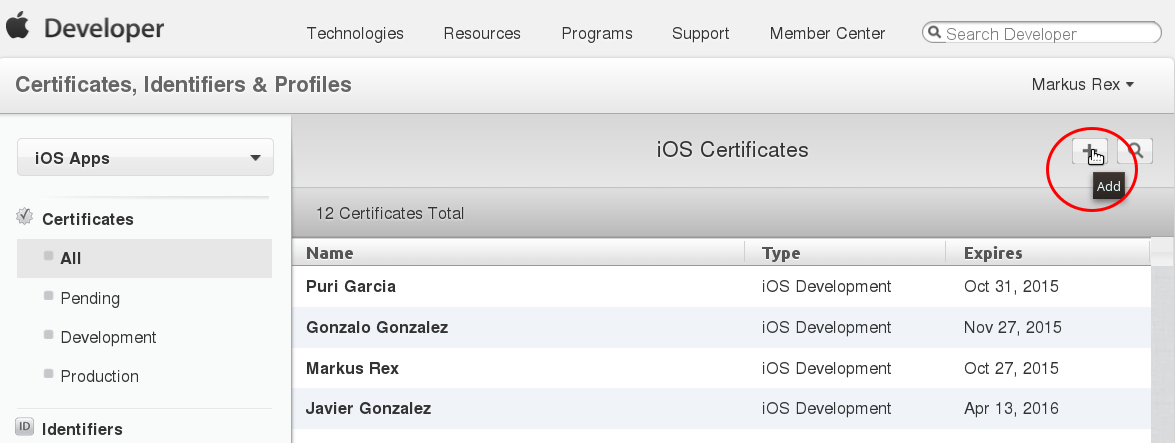 Developer
Technologies Resources Programs Support Member Center Search Developer
Certificates, Identifiers & Profiles Markus Rex
iOS Apps
iOS Certificates
Add
12 Certificates Total
Certificates
All
Pending
Development
Production
ID Identifiers
Name Type Expires
Puri Garcia iOS Development Oct 31, 2015
Gonzalo Gonzalez iOS Development Nov 27, 2015
Markus Rex iOS Development Oct 27, 2015
Javier Gonzalez iOS Development Apr 13, 2016